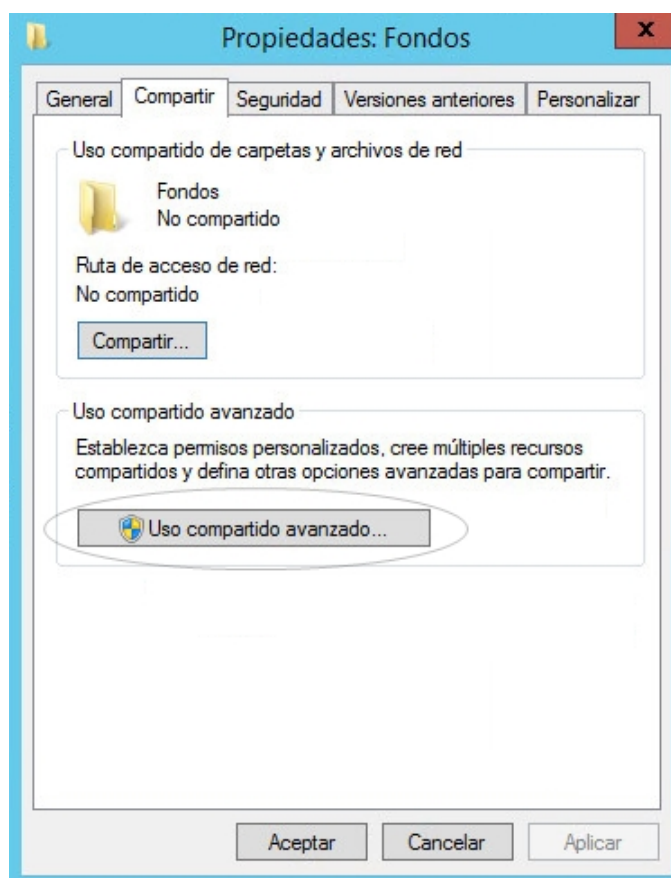 Propiedades: Fondos
x
General Compartir Seguridad Versiones anteriores Personalizar
Uso compartido de carpetas y archivos de red
Fondos
No compartido
Ruta de acceso de red:
No compartido
Compartir...
Uso compartido avanzado
Establezca permisos personalizados, cree múltiples recursos
compartidos y defina otras opciones avanzadas para compartir.
Uso compartido avanzado...
Aceptar Cancelar Aplicar